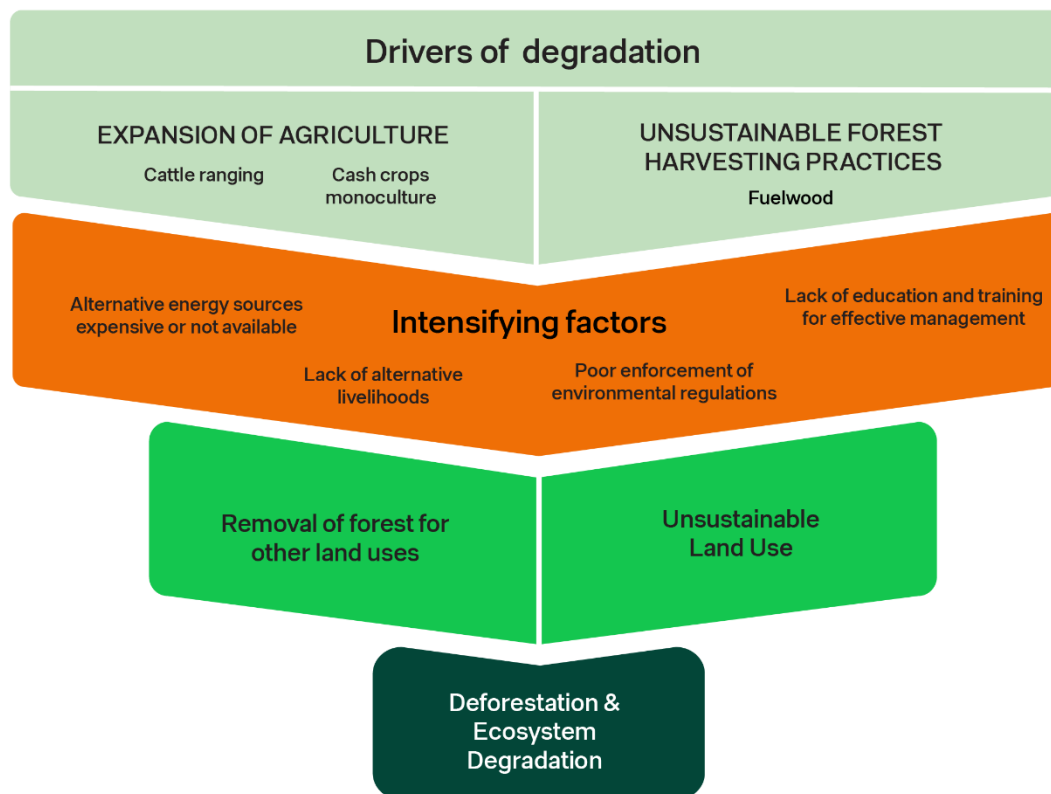 Drivers of degradation
EXPANSION OF AGRICULTURE
Cattle ranging
Cash crops
monoculture
UNSUSTAINABLE FOREST
HARVESTING PRACTICES
Fuelwood
Alternative energy sources
expensive or not available
Intensifying factors
Lack of education and training
for effective management
Lack of alternative
livelihoods
Poor enforcement of
environmental regulations
Removal of forest for
other land uses
Unsustainable
Land Use
Deforestation &
Ecosystem
Degradation